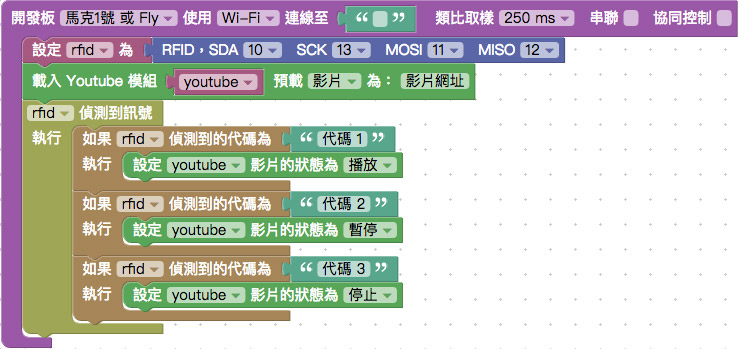 開發板 馬克1號 或 Fly 使用 Wi-Fi 連線至 “ ” 類比取樣 250 ms 串聯 協同控制
設定 rfid 為 RFID，SDA 10 SCK 13 MOSI 11 MISO 12
載入 Youtube 模組 youtube 預載 影片 為： 影片網址
rfid 偵測到訊號
執行 如果 rfid 偵測到的代碼為 “ 代碼 1 ”
執行 設定 youtube 影片的狀態為 播放
如果 rfid 偵測到的代碼為 “ 代碼 2 ”
執行 設定 youtube 影片的狀態為 暫停
如果 rfid 偵測到的代碼為 “ 代碼 3 ”
執行 設定 youtube 影片的狀態為 停止